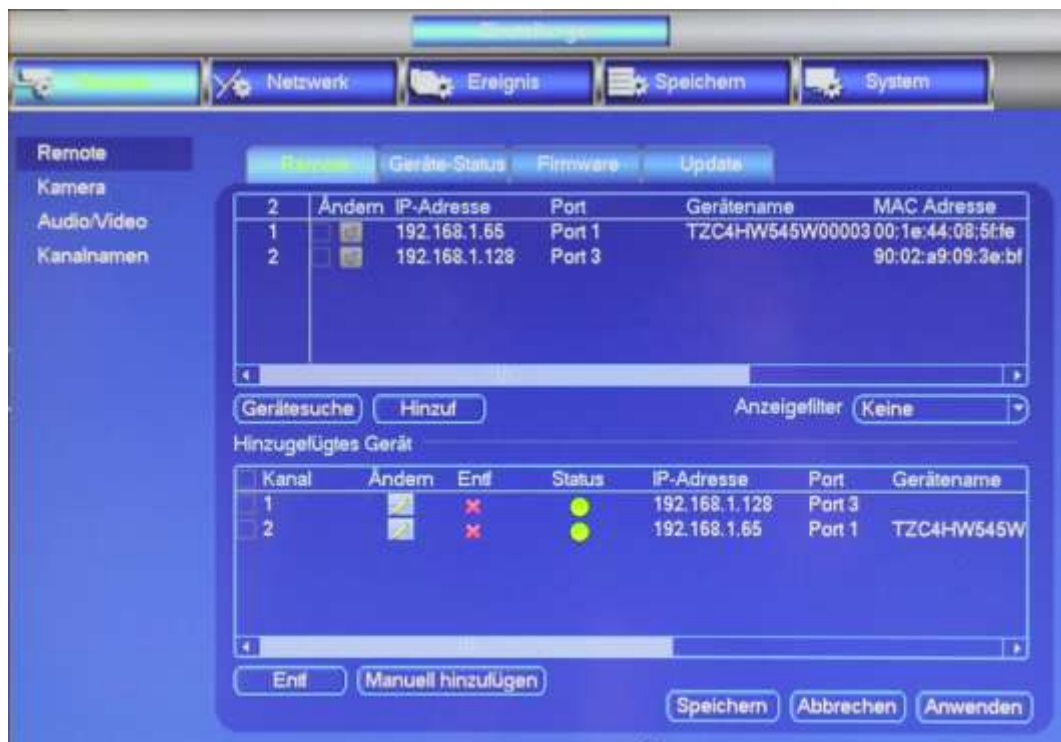 Netzwerk Ereignis Speichern System
Remote
Kamera
Audio/Video
Kanalnamen
Remote Geräte-Status Firmware Update
2 Ändern IP-Adresse Port Gerätename MAC Adresse
1 192.168.1.65 Port 1 TZC4HW545W00003 00:1e:44:08:5f:fe
2 192.168.1.128 Port 3 90:02:a9:09:3e:bf
Gerätesuche Hinzuf Anzeigefilter Keine
Hinzugefügtes Gerät
Kanal Ändern Entf Status IP-Adresse Port Gerätename
1 192.168.1.128 Port 3
2 192.168.1.65 Port 1 TZC4HW545W
Entf Manuell hinzufügen
Speichern Abbrechen Anwenden